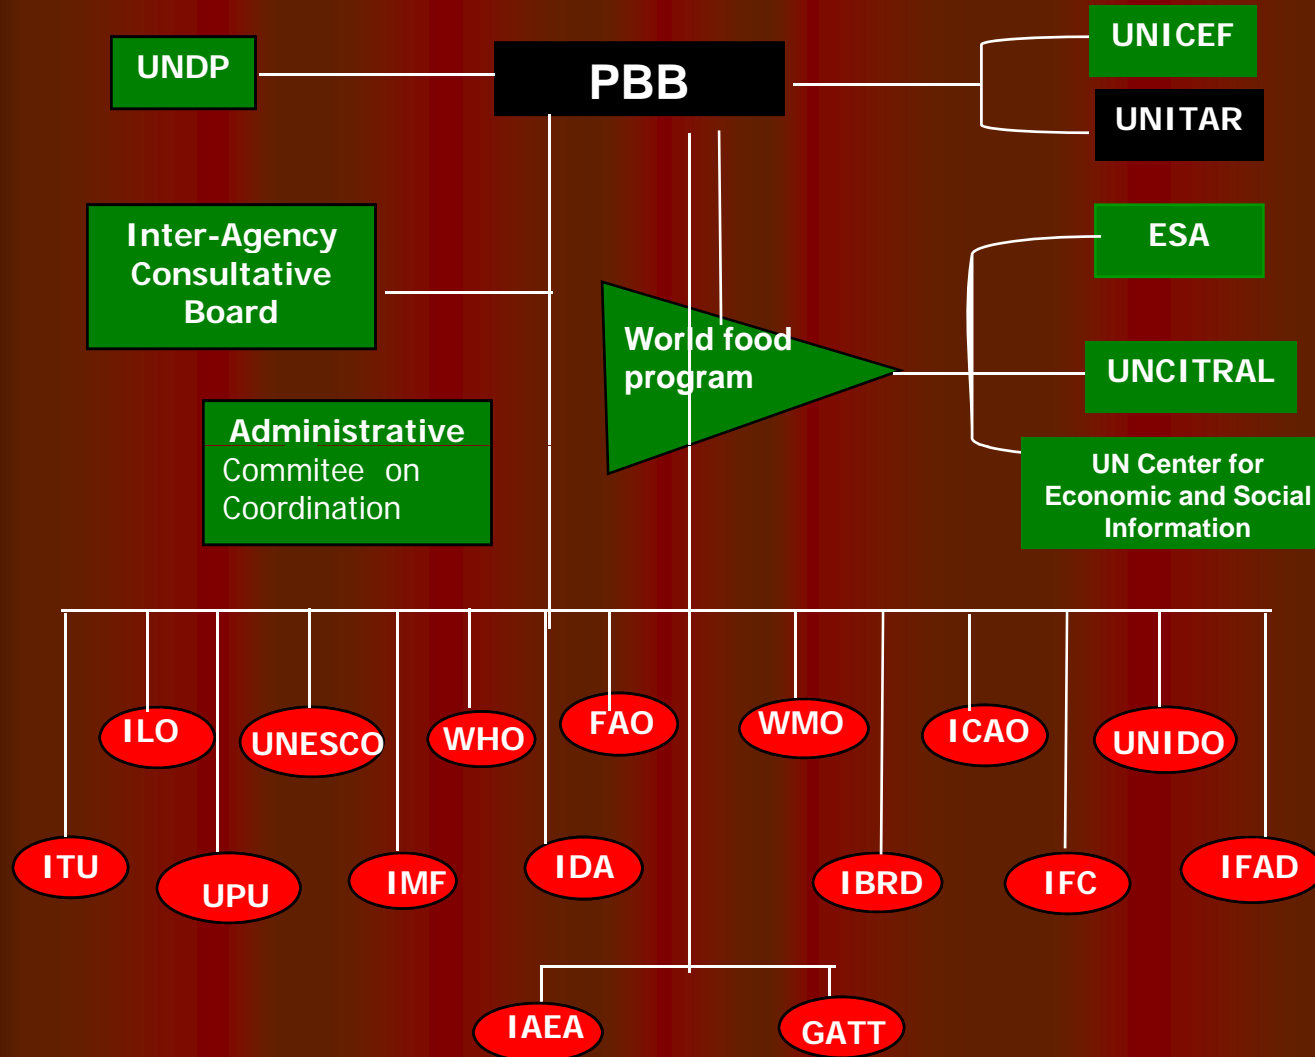 UNDP
PBB
UNICEF
UNITAR
Inter-Agency
Consultative
Board
ESA
World food
program
UNCITRAL
Administrative
Commitee on
Coordination
UN Center for
Economic and Social
Information
ILO
UNESCO
WHO
FAO
WMO
ICAO
UNIDO
ITU
UPU
IMF
IDA
IBRD
IFC
IFAD
IAEA
GATT